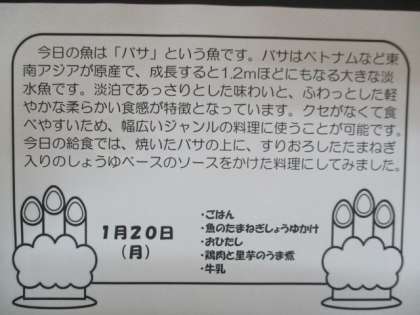 今日の魚は「バサ」という魚です。バサはベトナムなど東
南アジアが原産で、成長すると1.2mほどにもなる大きな淡
水魚です。淡泊であっさりとした味わいと、ふわっとした軽
やかな柔らかい食感が特徴となっています。クセがなくて食
べやすいため、幅広いジャンルの料理に使うことが可能です。
今日の給食では、焼いたバサの上に、すりおろしたたまねぎ
入りのしょうゆベースのソースをかけた料理にしてみました。
1月20日
(月)
・ごはん
・魚のたまねぎしょうゆかけ
・おひたし
・鶏肉と里芋のうま煮
・牛乳